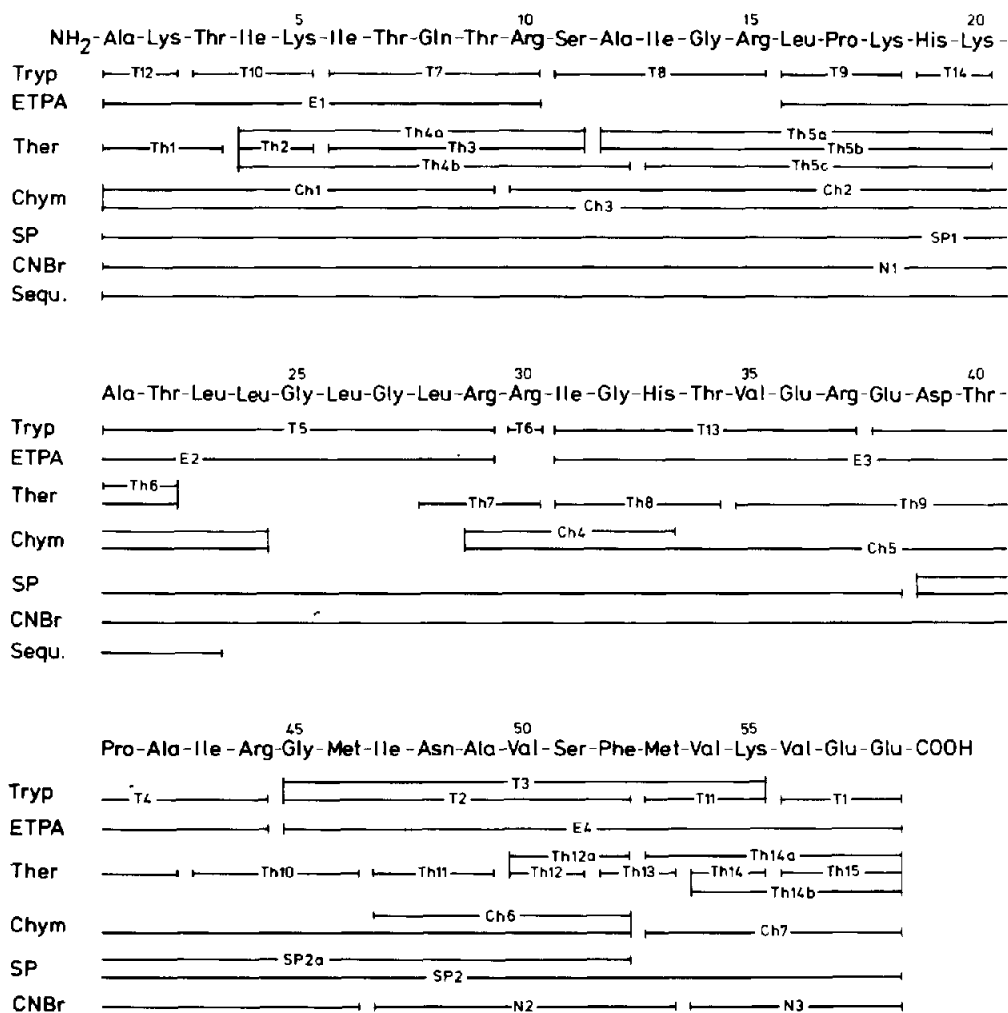 5 10 15 20
NH2-Ala-Lys-Thr-Ile-Lys-Ile-Thr-Gln-Thr-Arg-Ser-Ala-Ile-Gly-Arg-Leu-Pro-Lys-His-Lys-
Tryp T12 T10 T7 T8 T9 T14
ETPA E1
Th4a Th5a
Ther Th1 Th2 Th3 Th5b
Th4b Th5c
Chym Ch1 Ch2
Ch3
SP SP1
CNBr N1
Sequ.
25 30 35 40
Ala-Thr-Leu-Leu-Gly-Leu-Gly-Leu-Arg-Arg-Ile-Gly-His-Thr-Val-Glu-Arg-Glu-Asp-Thr-
Tryp T5 T6 T13
ETPA E2 E3
Th6
Ther Th7 Th8 Th9
Chym Ch4
Ch5
SP
CNBr
Sequ.
45 50 55
Pro-Ala-Ile-Arg-Gly-Met-Ile-Asn-Ala-Val-Ser-Phe-Met-Val-Lys-Val-Glu-Glu-COOH
T3
Tryp T4 T2 T11 T1
ETPA E4
Th12a Th14a
Ther Th10 Th11 Th12 Th13 Th14 Th15
Th14b
Chym Ch6
Ch7
SP SP2a
SP2
CNBr N2 N3